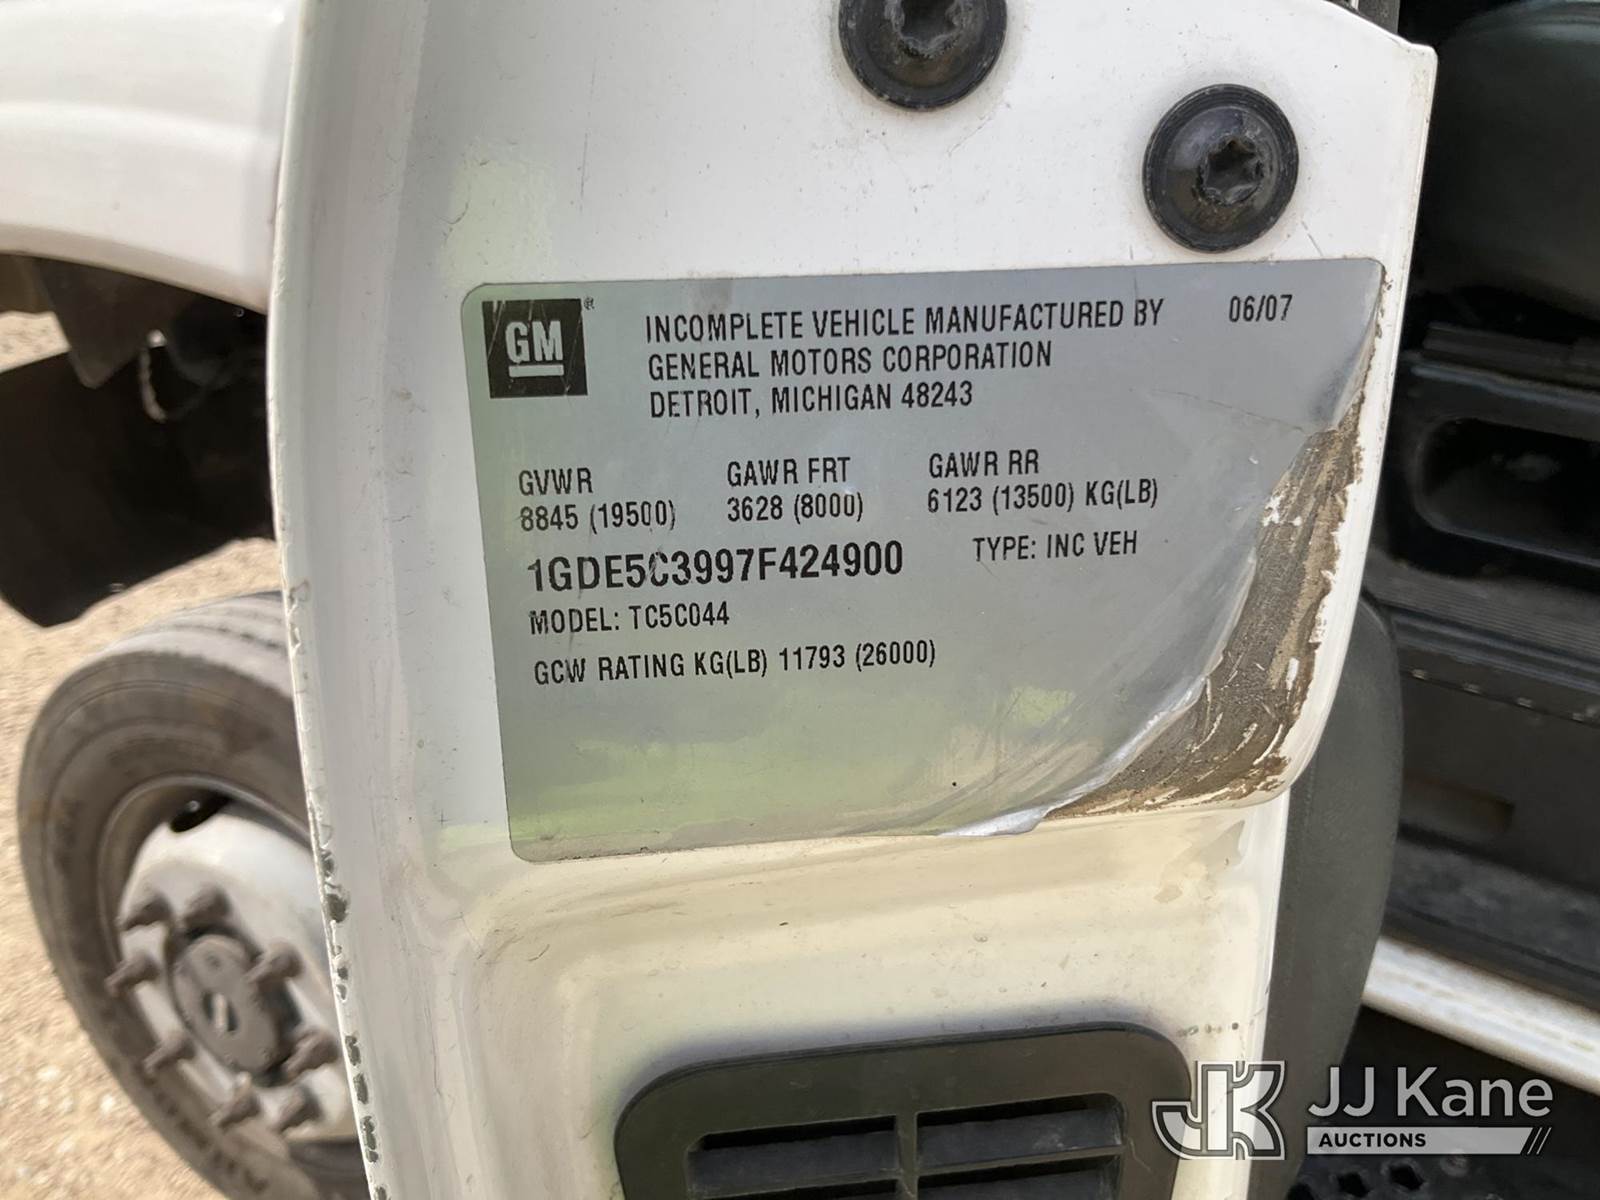 GM®
INCOMPLETE VEHICLE MANUFACTURED BY 06/07
GENERAL MOTORS CORPORATION
DETROIT, MICHIGAN 48243
GVWR GAWR FRT GAWR RR
8845 (19500) 3628 (8000) 6123 (13500) KG(LB)
1GDE5C3997F424900 TYPE: INC VEH
MODEL: TC5C044
GCW RATING KG(LB) 11793 (26000)
JK JJ Kane
AUCTIONS